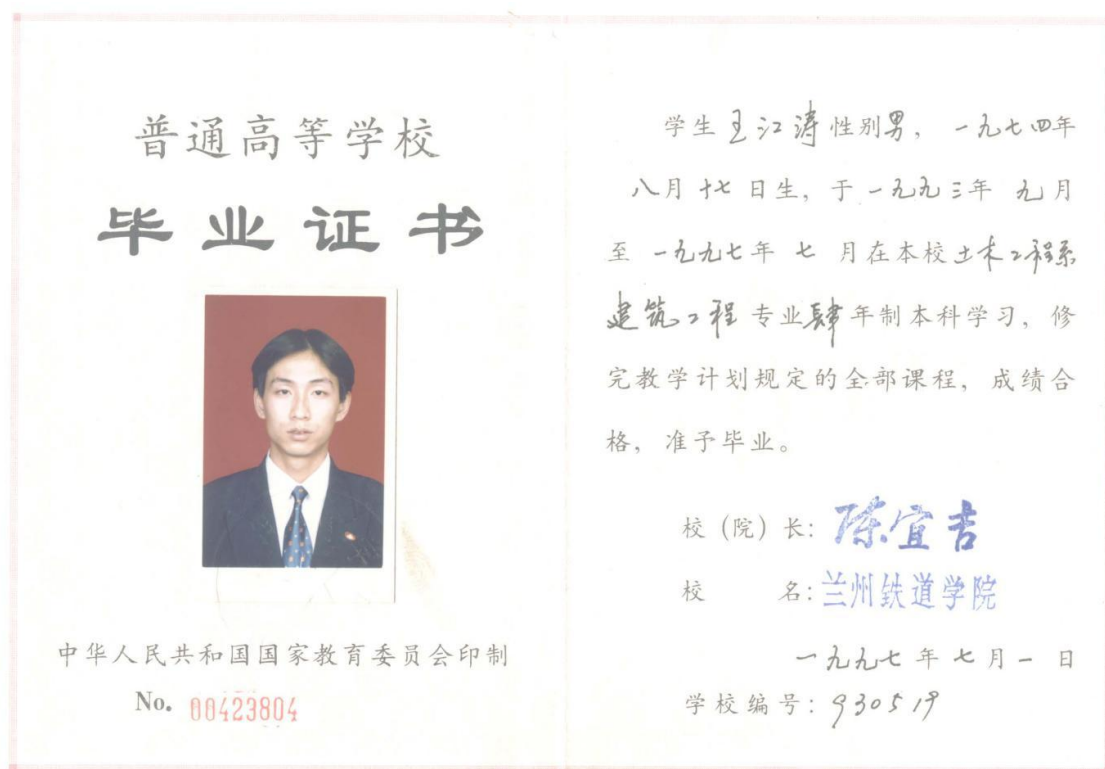 普通高等学校
毕业证书
中华人民共和国国家教育委员会印制
No. 00423804
学生王江涛性别男，一九七四年
八月十七日生，于一九九三年九月
至一九九七年七月在本校土木工程系
建筑工程专业肆年制本科学习，修
完教学计划规定的全部课程，成绩合
格，准予毕业。
校（院）长：陈宜吉
校名：兰州铁道学院
一九九七年七月一日
学校编号：930519